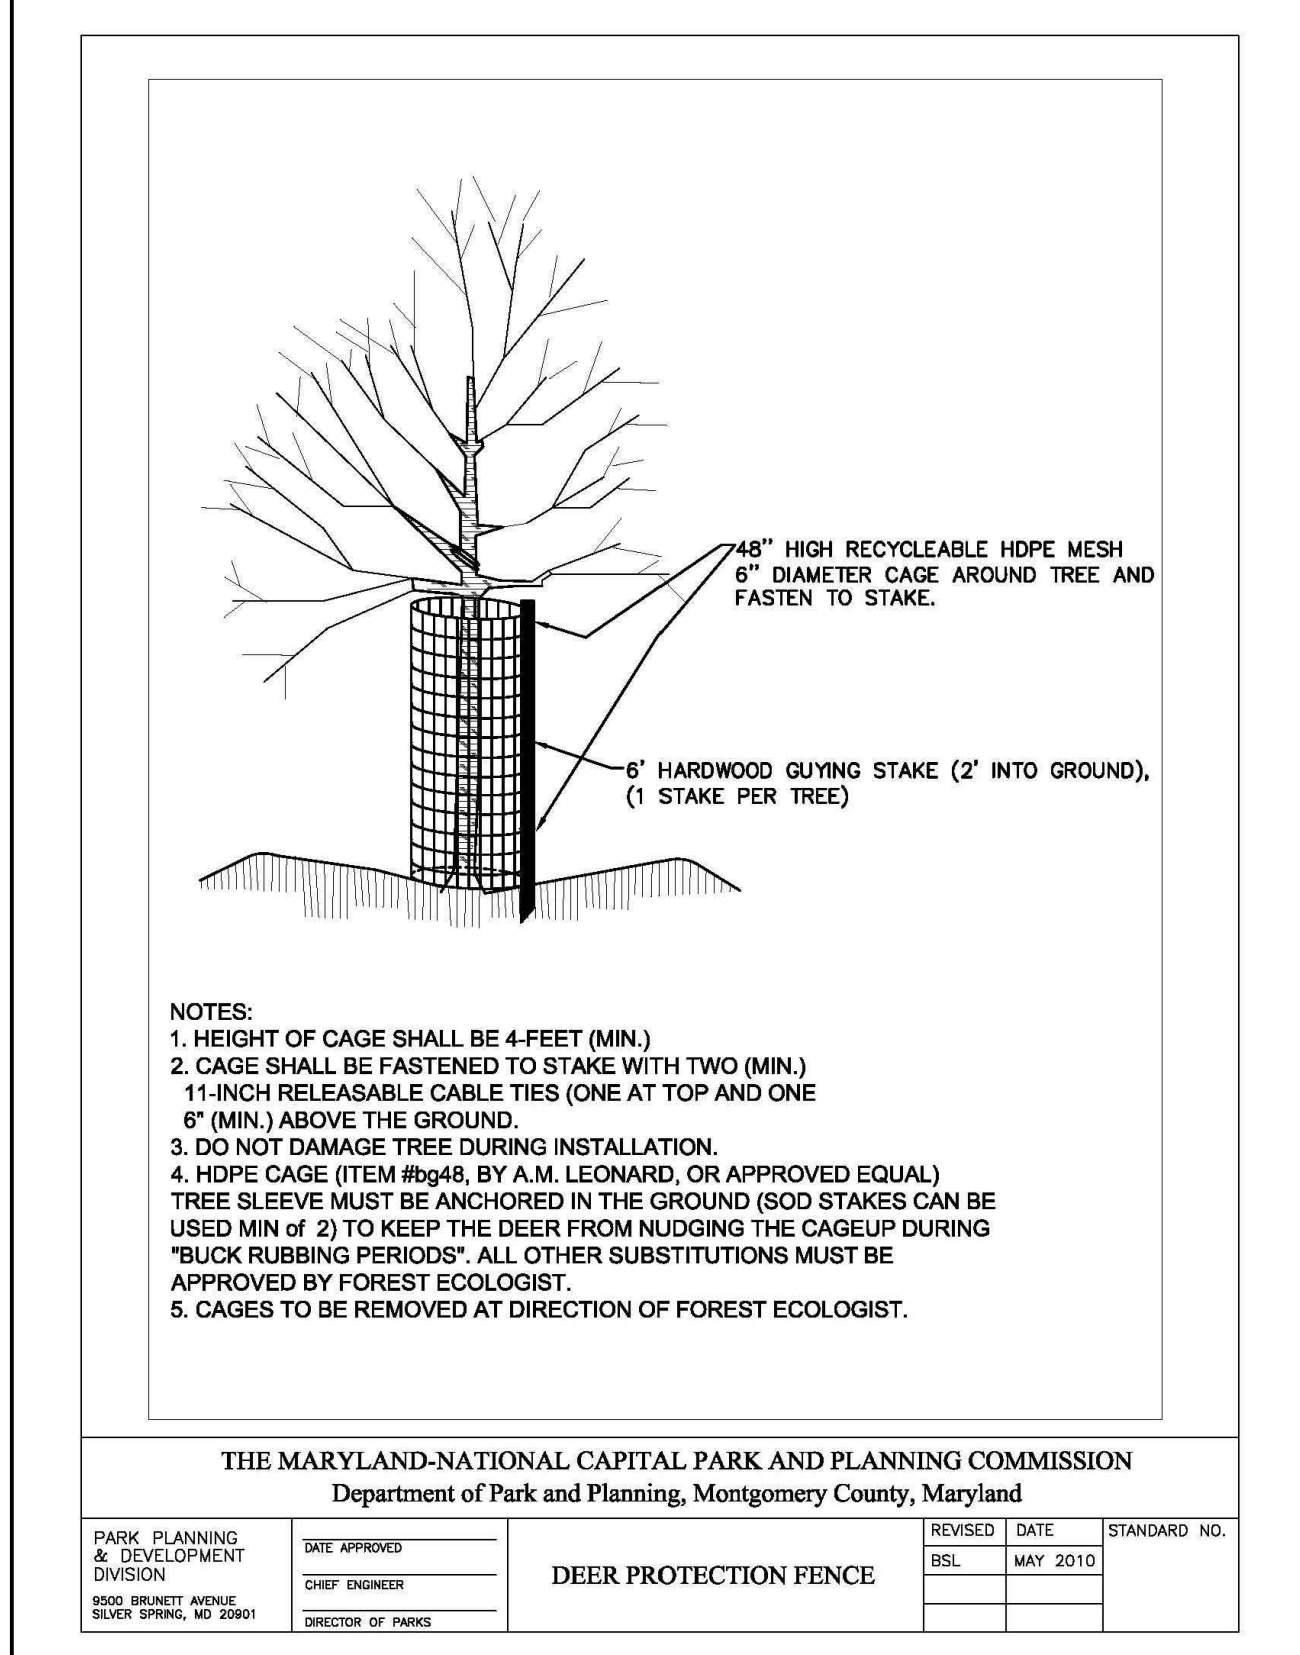 48" HIGH RECYCLEABLE HDPE MESH
6" DIAMETER CAGE AROUND TREE AND
FASTEN TO STAKE.
6' HARDWOOD GUYING STAKE (2' INTO GROUND),
(1 STAKE PER TREE)
NOTES:
1. HEIGHT OF CAGE SHALL BE 4-FEET (MIN.)
2. CAGE SHALL BE FASTENED TO STAKE WITH TWO (MIN.)
11-INCH RELEASABLE CABLE TIES (ONE AT TOP AND ONE
6" (MIN.) ABOVE THE GROUND.
3. DO NOT DAMAGE TREE DURING INSTALLATION.
4. HDPE CAGE (ITEM #bg48, BY A.M. LEONARD, OR APPROVED EQUAL)
TREE SLEEVE MUST BE ANCHORED IN THE GROUND (SOD STAKES CAN BE
USED MIN of 2) TO KEEP THE DEER FROM NUDGING THE CAGEUP DURING
"BUCK RUBBING PERIODS". ALL OTHER SUBSTITUTIONS MUST BE
APPROVED BY FOREST ECOLOGIST.
5. CAGES TO BE REMOVED AT DIRECTION OF FOREST ECOLOGIST.
THE MARYLAND-NATIONAL CAPITAL PARK AND PLANNING COMMISSION
Department of Park and Planning, Montgomery County, Maryland
PARK PLANNING
& DEVELOPMENT
DIVISION
9500 BRUNETT AVENUE
SILVER SPRING, MD 20901
DATE APPROVED
CHIEF ENGINEER
DIRECTOR OF PARKS
DEER PROTECTION FENCE
REVISED DATE STANDARD NO.
BSL MAY 2010